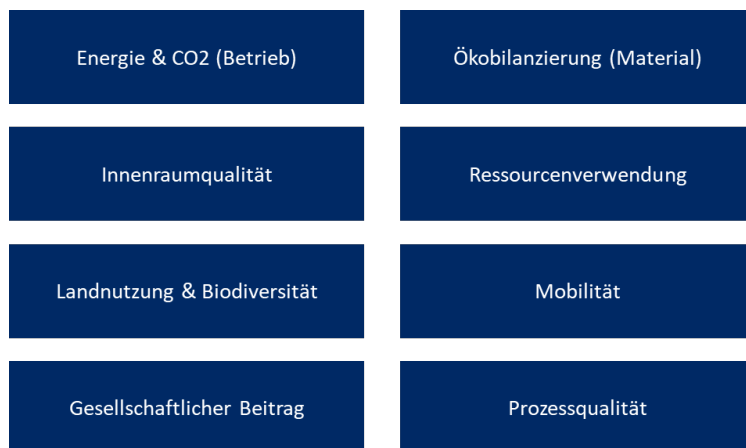 Energie & CO2 (Betrieb)
Ökobilanzierung (Material)
Innenraumqualität
Ressourcenverwendung
Landnutzung & Biodiversität
Mobilität
Gesellschaftlicher Beitrag
Prozessqualität